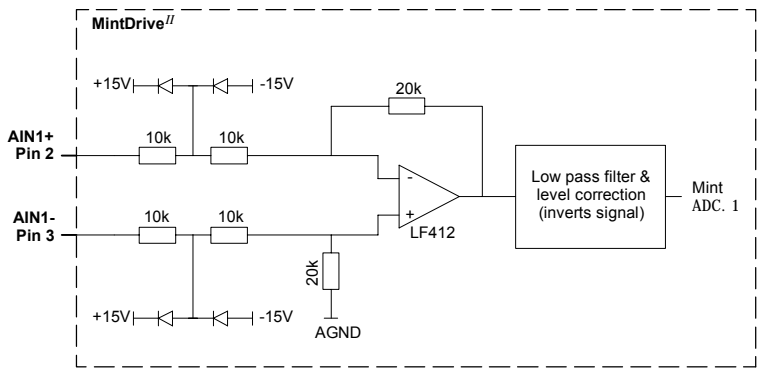 MintDrive II
+15V
-15V
20k
AIN1+
Pin 2
10k
10k
Low pass filter &
level correction
(inverts signal)
Mint
ADC. 1
-
+
LF412
AIN1-
Pin 3
10k
10k
20k
+15V
-15V
AGND